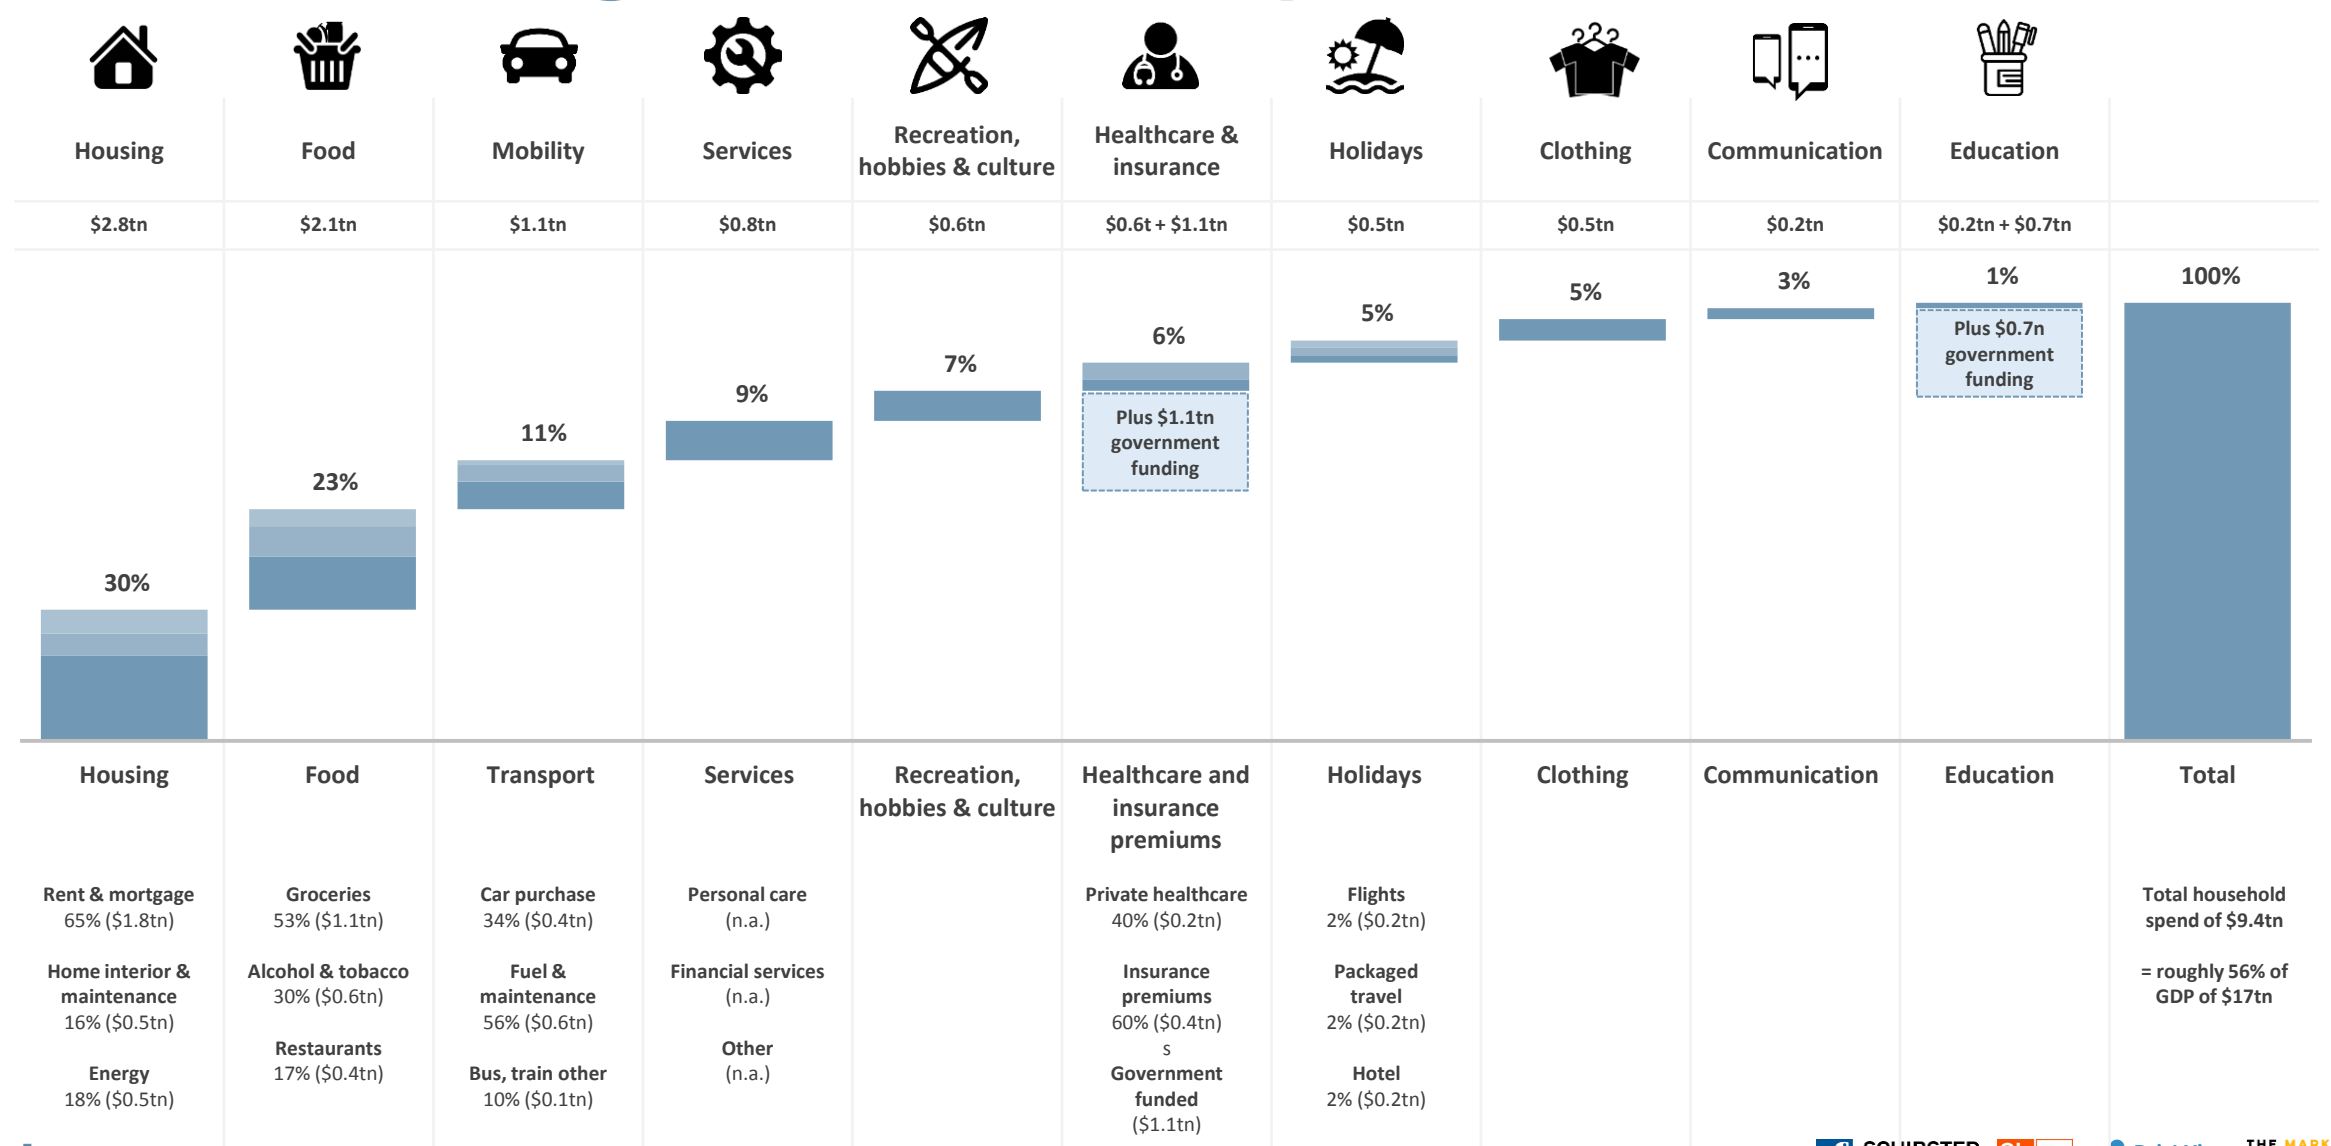 Housing
Food
Mobility
Services
Recreation,
hobbies & culture
Healthcare &
insurance
Holidays
Clothing
Communication
Education
$2.8tn
$2.1tn
$1.1tn
$0.8tn
$0.6tn
$0.6t + $1.1tn
$0.5tn
$0.5tn
$0.2tn
$0.2tn + $0.7tn
30%
23%
11%
9%
7%
6%
Plus $1.1tn
government
funding
5%
5%
3%
1%
Plus $0.7n
government
funding
100%
Housing
Food
Transport
Services
Recreation,
hobbies & culture
Healthcare and
insurance
premiums
Holidays
Clothing
Communication
Education
Total
Rent & mortgage
65% ($1.8tn)
Home interior &
maintenance
16% ($0.5tn)
Energy
18% ($0.5tn)
Groceries
53% ($1.1tn)
Alcohol & tobacco
30% ($0.6tn)
Restaurants
17% ($0.4tn)
Car purchase
34% ($0.4tn)
Fuel &
maintenance
56% ($0.6tn)
Bus, train other
10% ($0.1tn)
Personal care
(n.a.)
Financial services
(n.a.)
Other
(n.a.)
Private healthcare
40% ($0.2tn)
Insurance
premiums
60% ($0.4tn)
s
Government
funded
($1.1tn)
Flights
2% ($0.2tn)
Packaged
travel
2% ($0.2tn)
Hotel
2% ($0.2tn)
Total household
spend of $9.4tn
= roughly 56% of
GDP of $17tn